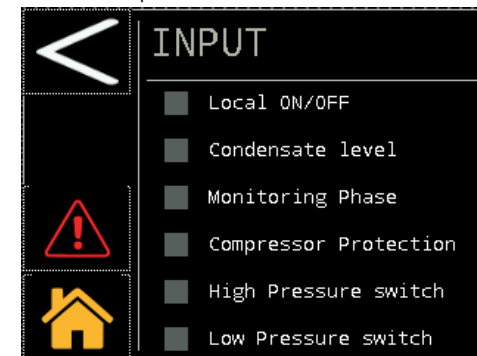 INPUT
Local ON/OFF
Condensate level
Monitoring Phase
Compressor Protection
High Pressure switch
Low Pressure switch